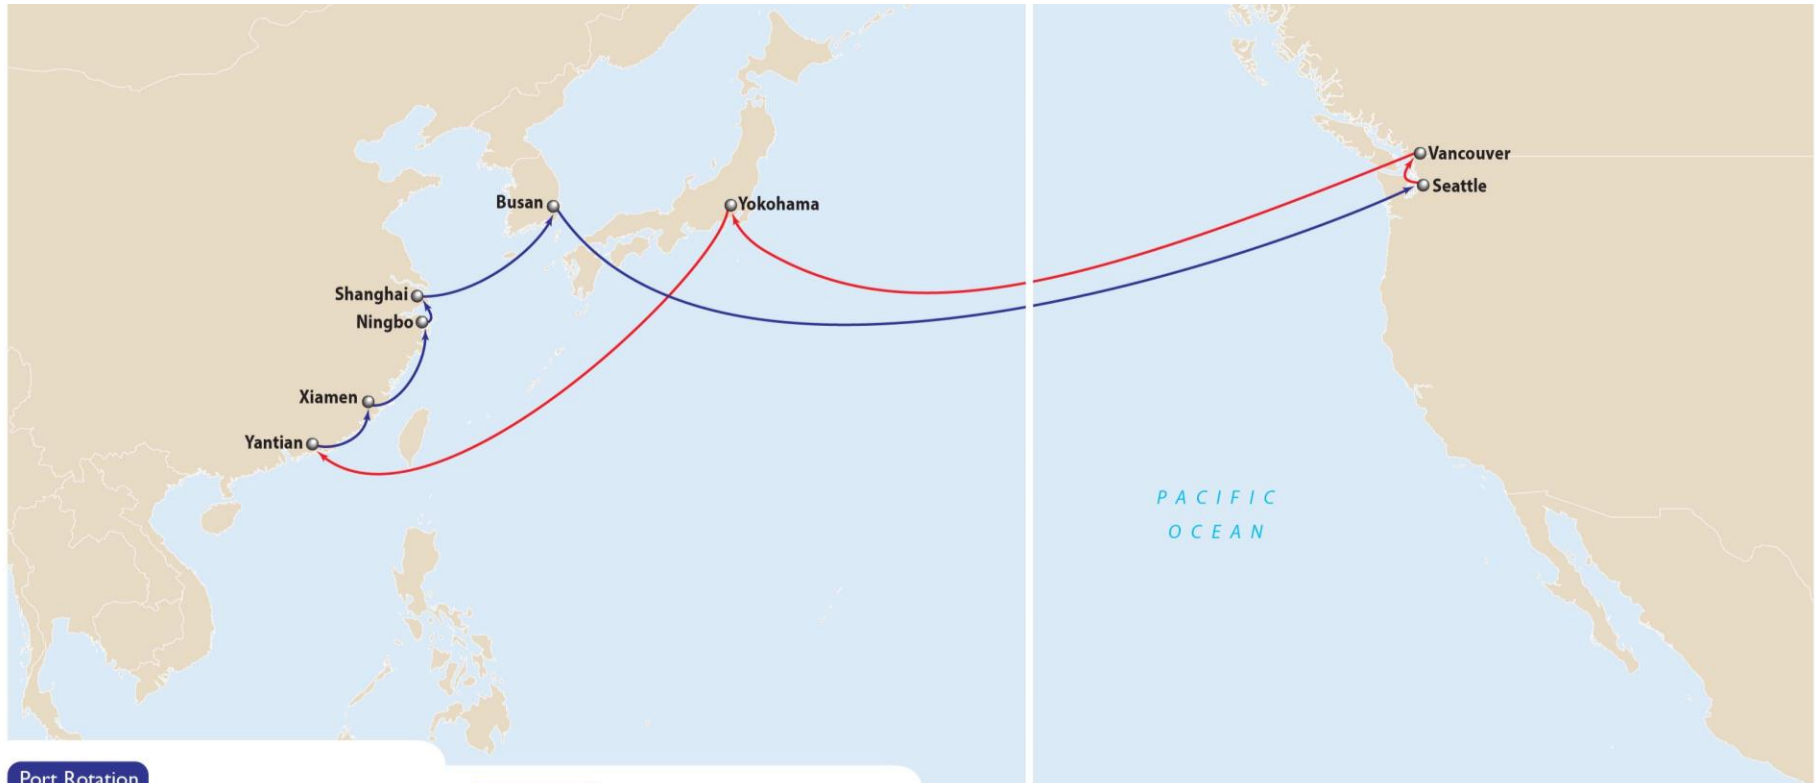 Vancouver
Seattle
Busan
Yokohama
Shanghai
Ningbo
Xiamen
Yantian
PACIFIC
OCEAN
Port Rotation